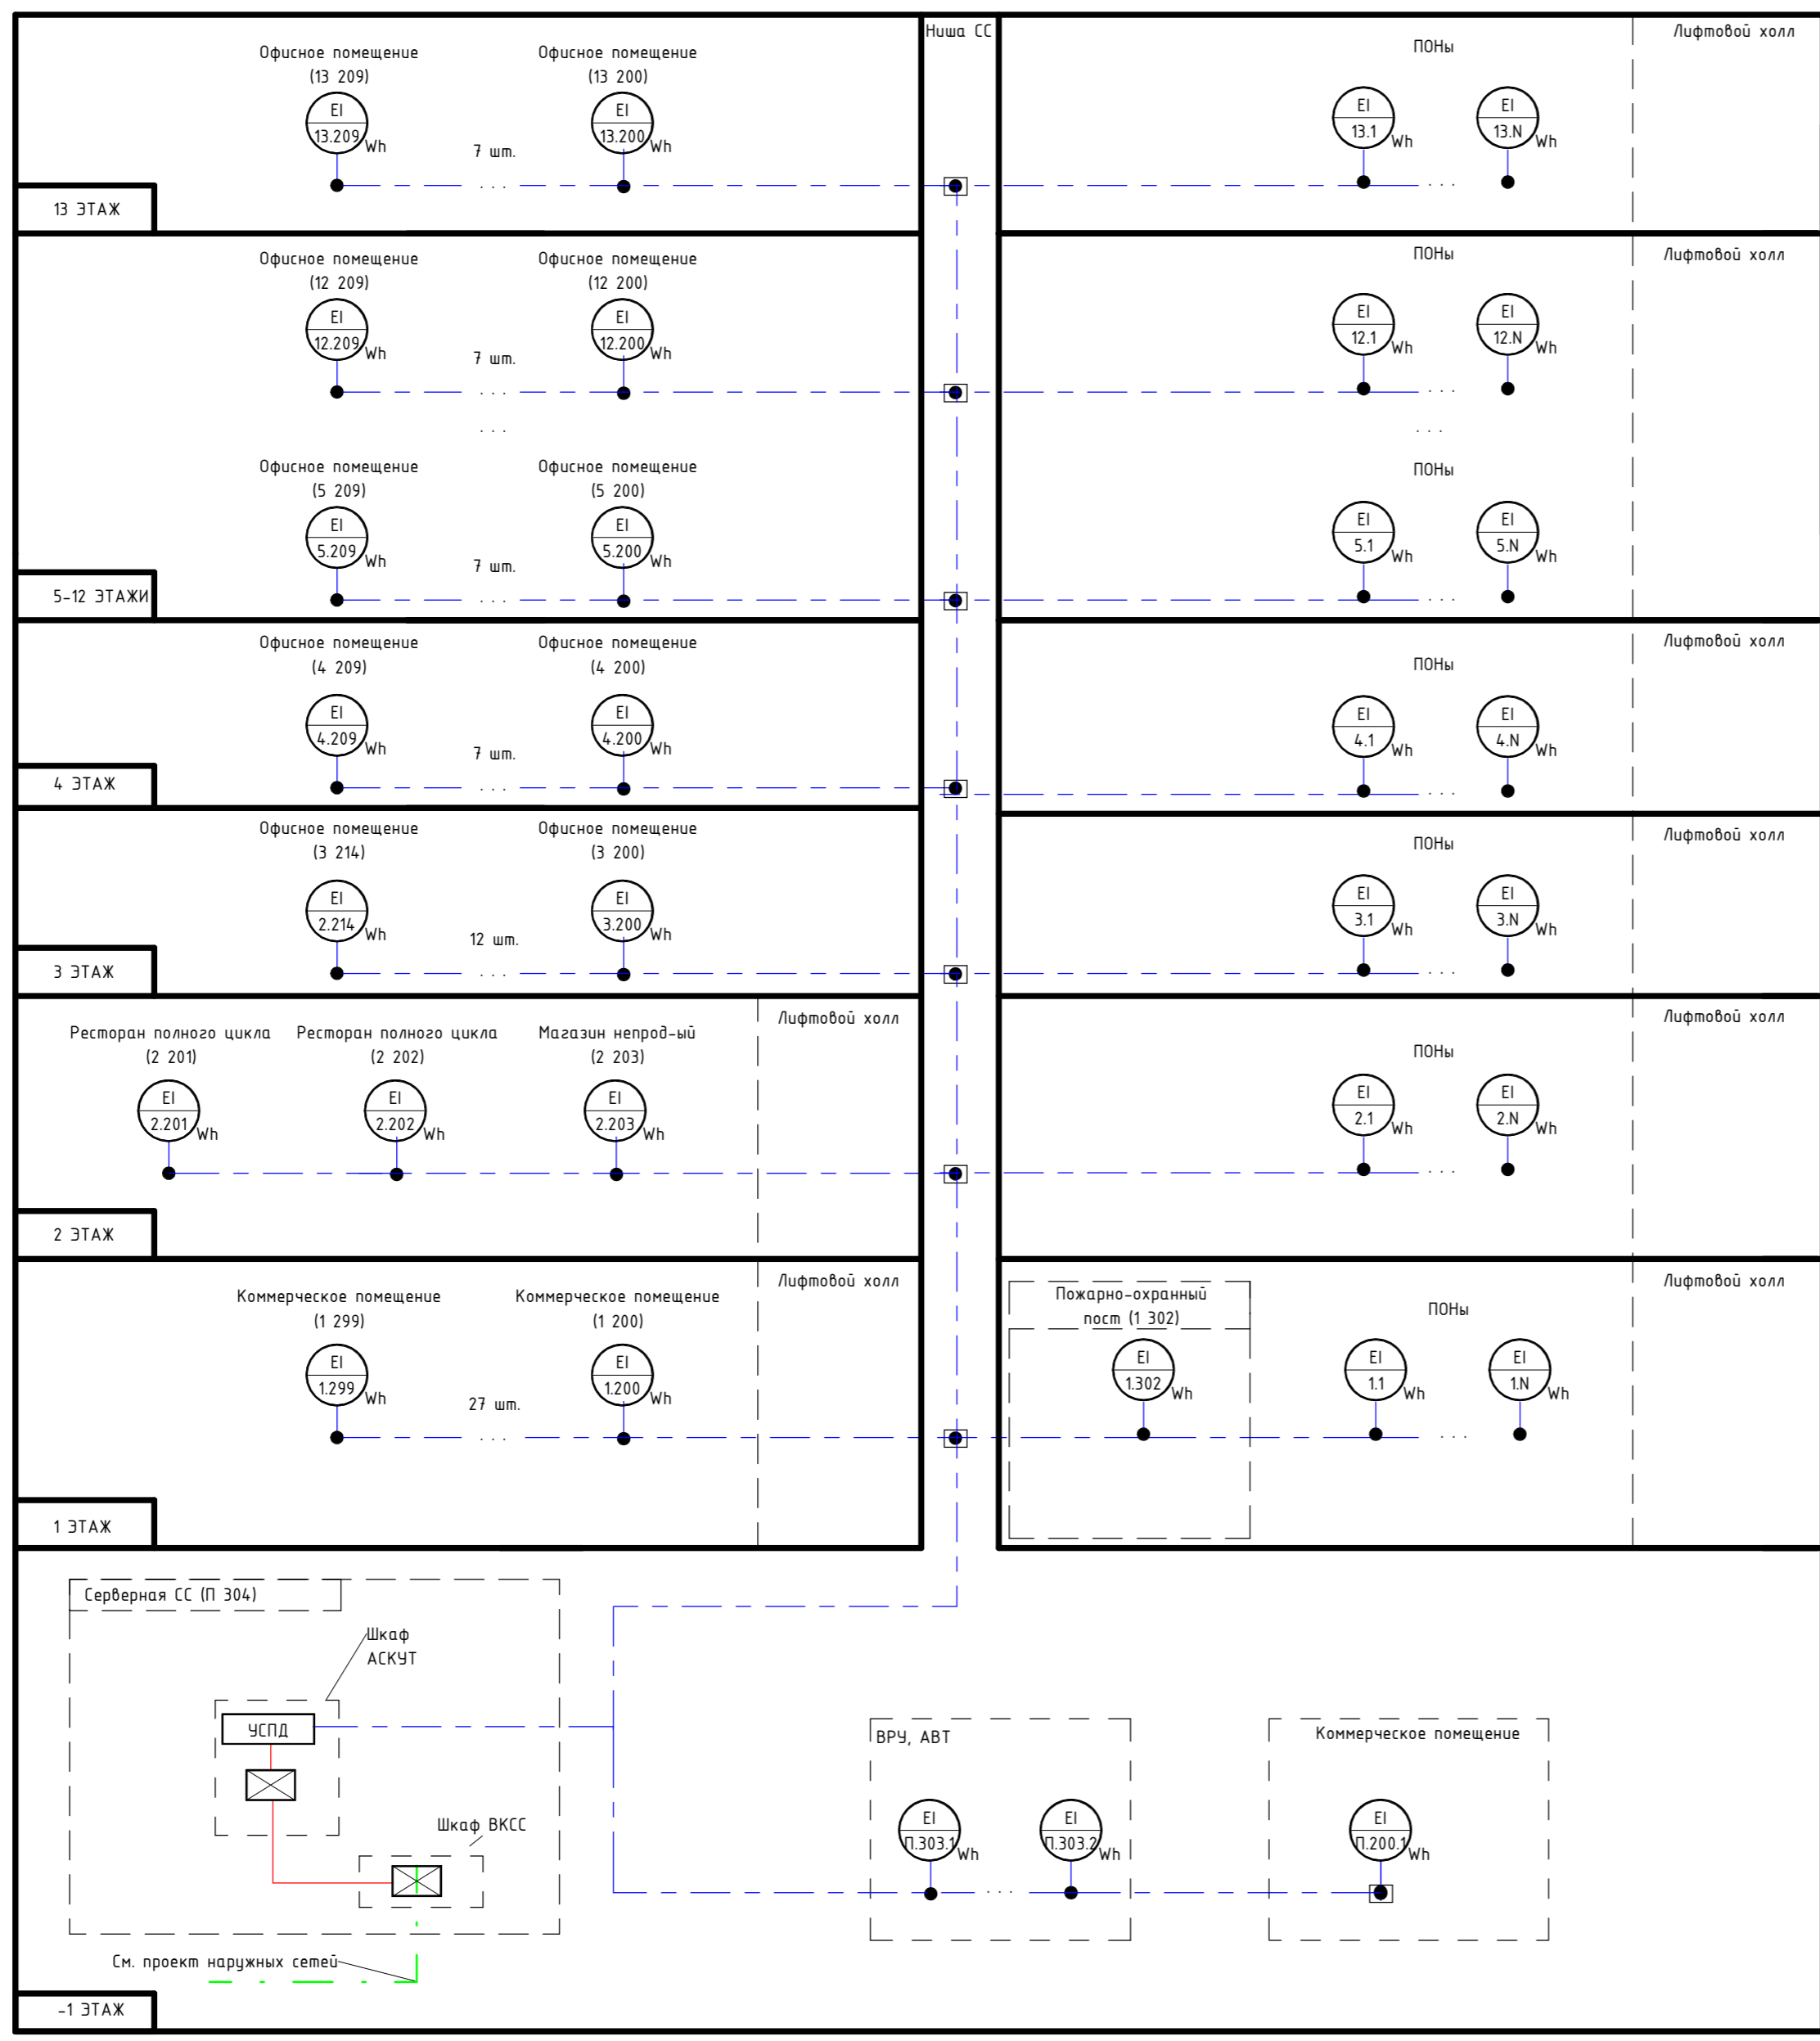 Ниша СС
Офисное помещение
(13 209)
EI
13.209
Wh
7 шт.
...
Офисное помещение
(13 200)
EI
13.200
Wh
ПОНы
EI
13.1
Wh
...
EI
13.N
Wh
Лифтовой холл
13 ЭТАЖ
Офисное помещение
(12 209)
EI
12.209
Wh
7 шт.
...
Офисное помещение
(12 200)
EI
12.200
Wh
...
ПОНы
EI
12.1
Wh
...
EI
12.N
Wh
Лифтовой холл
...
Офисное помещение
(5 209)
EI
5.209
Wh
7 шт.
...
Офисное помещение
(5 200)
EI
5.200
Wh
ПОНы
EI
5.1
Wh
...
EI
5.N
Wh
5-12 ЭТАЖИ
Офисное помещение
(4 209)
EI
4.209
Wh
7 шт.
...
Офисное помещение
(4 200)
EI
4.200
Wh
ПОНы
EI
4.1
Wh
...
EI
4.N
Wh
Лифтовой холл
4 ЭТАЖ
Офисное помещение
(3 214)
EI
2.214
Wh
12 шт.
...
Офисное помещение
(3 200)
EI
3.200
Wh
ПОНы
EI
3.1
Wh
...
EI
3.N
Wh
Лифтовой холл
3 ЭТАЖ
Ресторан полного цикла
(2 201)
EI
2.201
Wh
Ресторан полного цикла
(2 202)
EI
2.202
Wh
Магазин непрод-ый
(2 203)
EI
2.203
Wh
Лифтовой холл
ПОНы
EI
2.1
Wh
...
EI
2.N
Wh
Лифтовой холл
2 ЭТАЖ
Коммерческое помещение
(1 299)
EI
1.299
Wh
27 шт.
...
Коммерческое помещение
(1 200)
EI
1.200
Wh
Лифтовой холл
Пожарно-охранный
пост (1 302)
EI
1.302
Wh
ПОНы
EI
1.1
Wh
...
EI
1.N
Wh
Лифтовой холл
1 ЭТАЖ
Серверная СС (П 304)
Шкаф
АСКУТ
УСПД
Шкаф ВКСС
См. проект наружных сетей
ВРУ, АВТ
EI
П.303.1
Wh
...
EI
П.303.2
Wh
Коммерческое помещение
EI
П.200.1
Wh
-1 ЭТАЖ